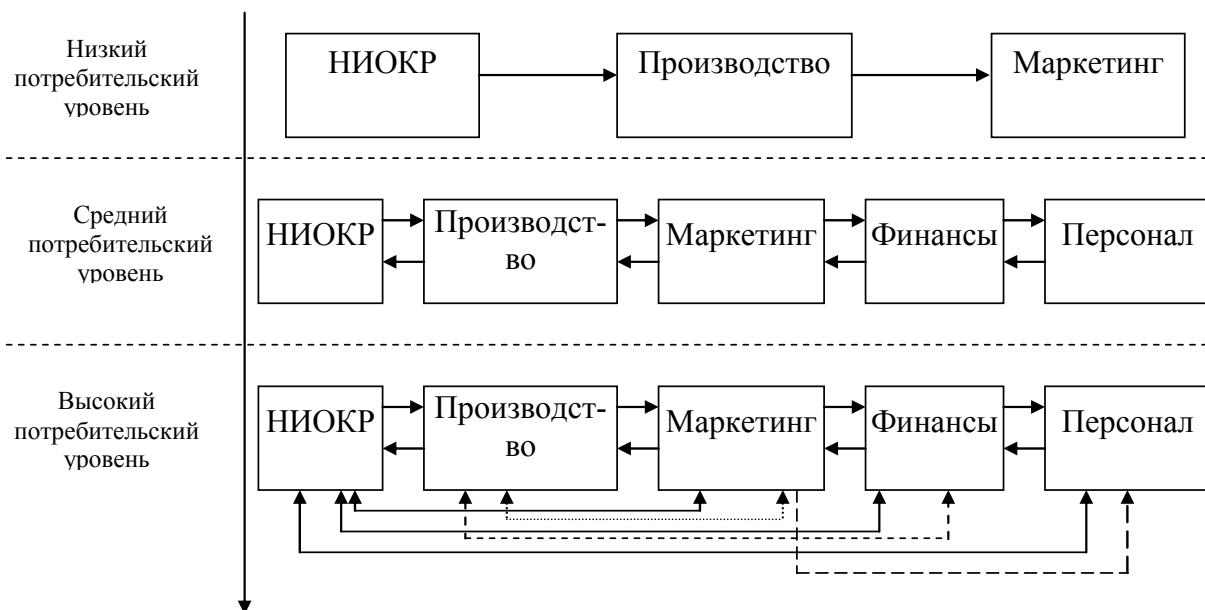 Низкий
потребительский
уровень
НИОКР
Производство
Маркетинг
Средний
потребительский
уровень
НИОКР
Производст-
во
Маркетинг
Финансы
Персонал
Высокий
потребительский
уровень
НИОКР
Производст-
во
Маркетинг
Финансы
Персонал